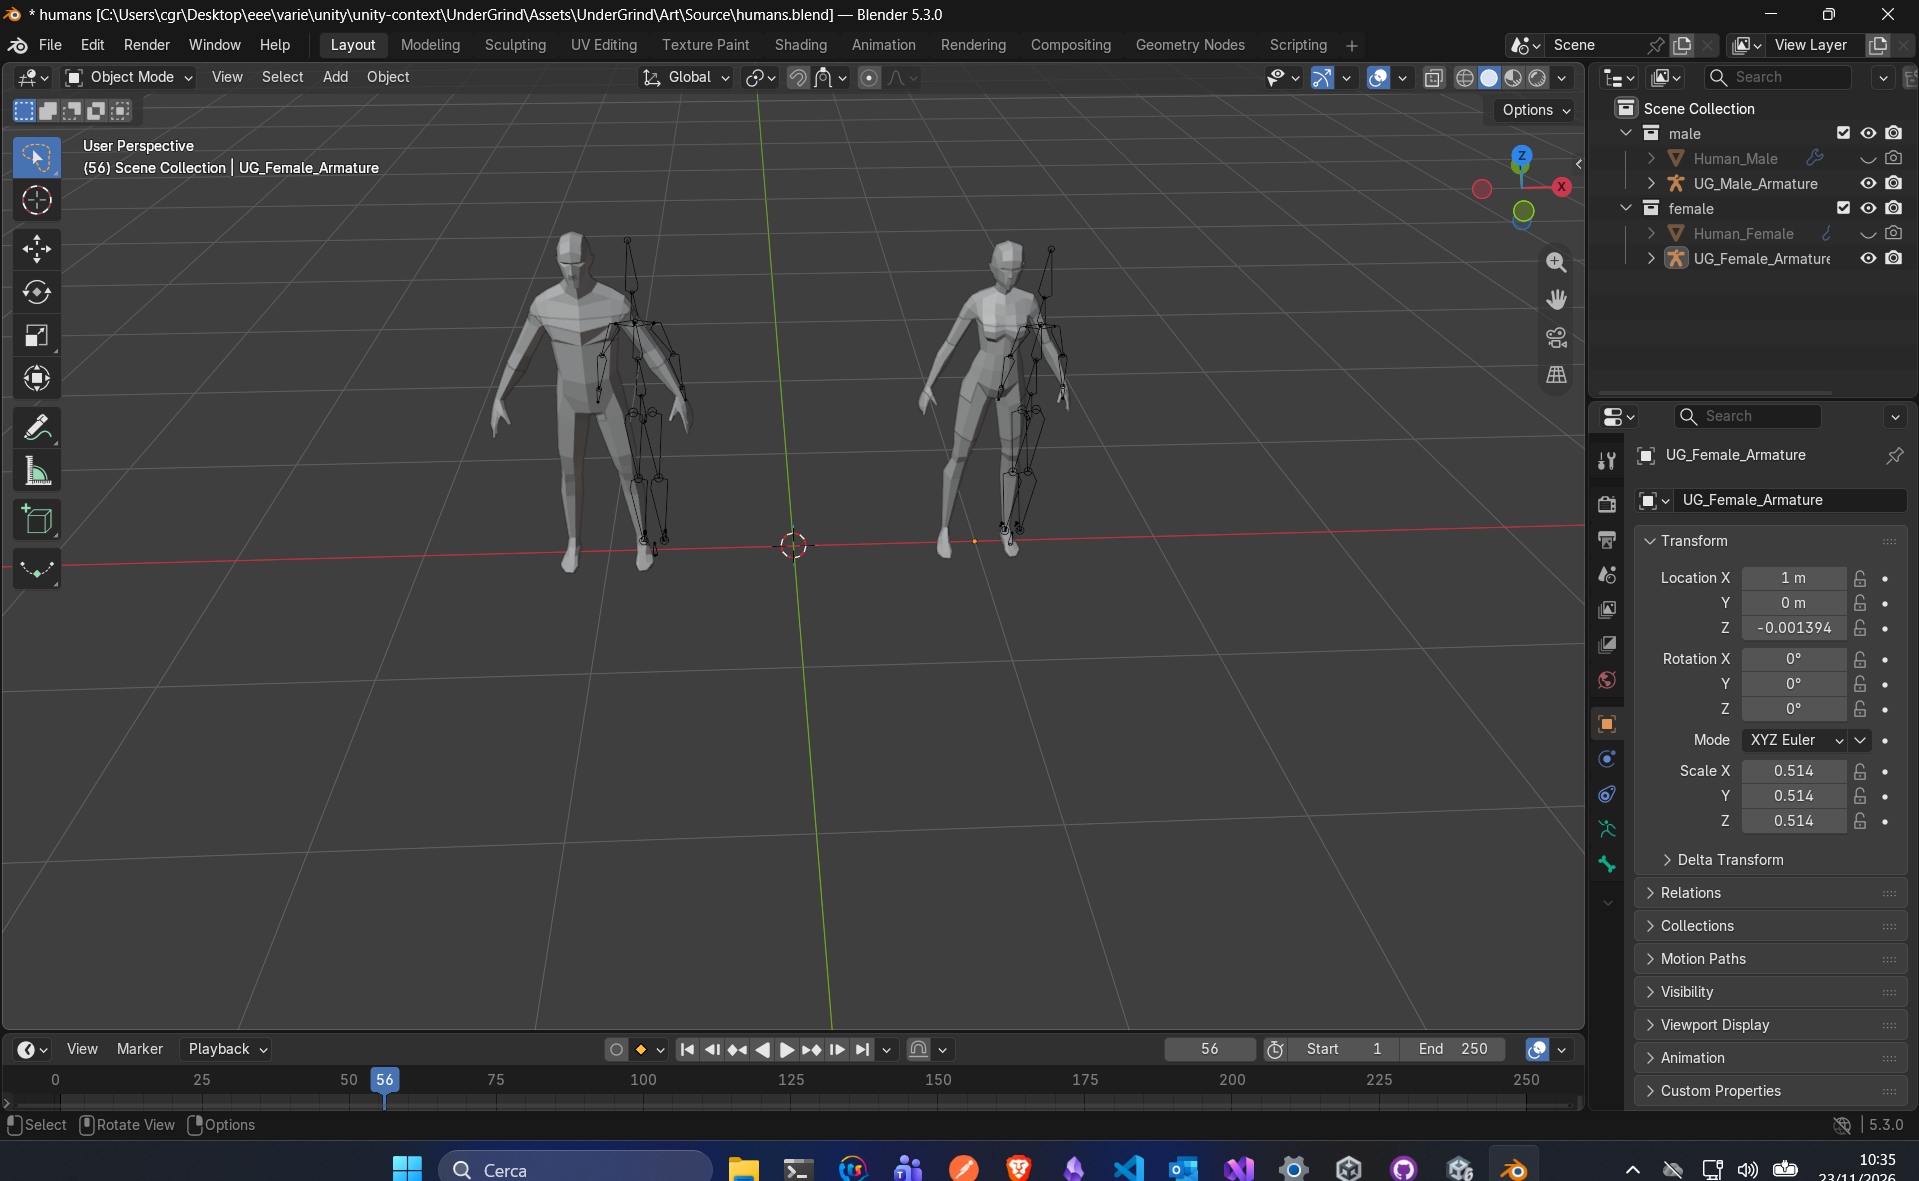 * humans [C:\Users\cgr\Desktop\eee\varie\unity\unity-context\UnderGrind\Assets\UnderGrind\Art\Source\humans.blend] — Blender 5.3.0
File Edit Render Window Help Layout Modeling Sculpting UV Editing Texture Paint Shading Animation Rendering Compositing Geometry Nodes Scripting Scene View Layer
Object Mode View Select Add Object Global Search
Options
User Perspective
(56) Scene Collection | UG_Female_Armature
Z
X
Scene Collection
male
Human_Male
UG_Male_Armature
female
Human_Female
UG_Female_Armature
Search
UG_Female_Armature
UG_Female_Armature
Transform
Location X 1 m
Y 0 m
Z -0.001394
Rotation X 0°
Y 0°
Z 0°
Mode XYZ Euler
Scale X 0.514
Y 0.514
Z 0.514
Delta Transform
Relations
Collections
Motion Paths
Visibility
Viewport Display
Animation
Custom Properties
View Marker Playback 56 Start 1 End 250
0 25 50 56 75 100 125 150 175 200 225 250
Select Rotate View Options 5.3.0
Cerca
10:35
23/11/2026